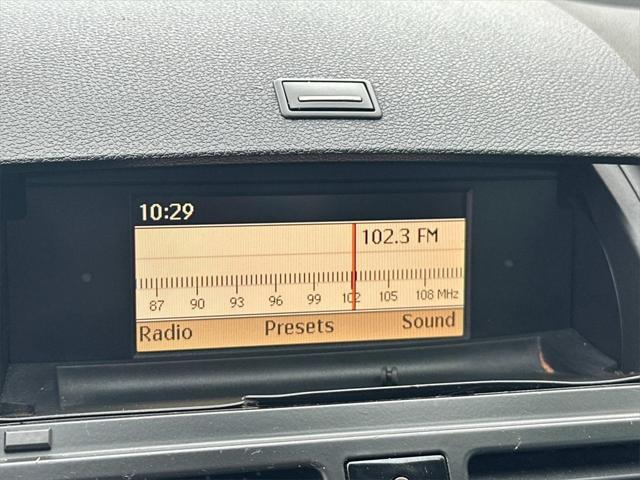 10:29
102.3 FM
87 90 93 96 99 102 105 108 MHz
Radio Presets Sound